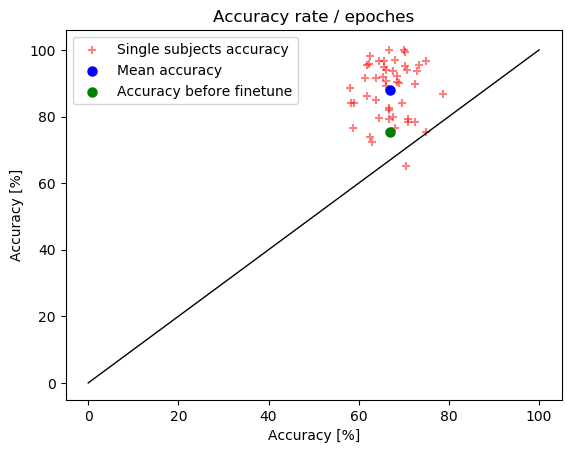 Accuracy rate / epoches
Single subjects accuracy
Mean accuracy
Accuracy before finetune
Accuracy [%]
100
80
60
40
20
0
0 20 40 60 80 100
Accuracy [%]